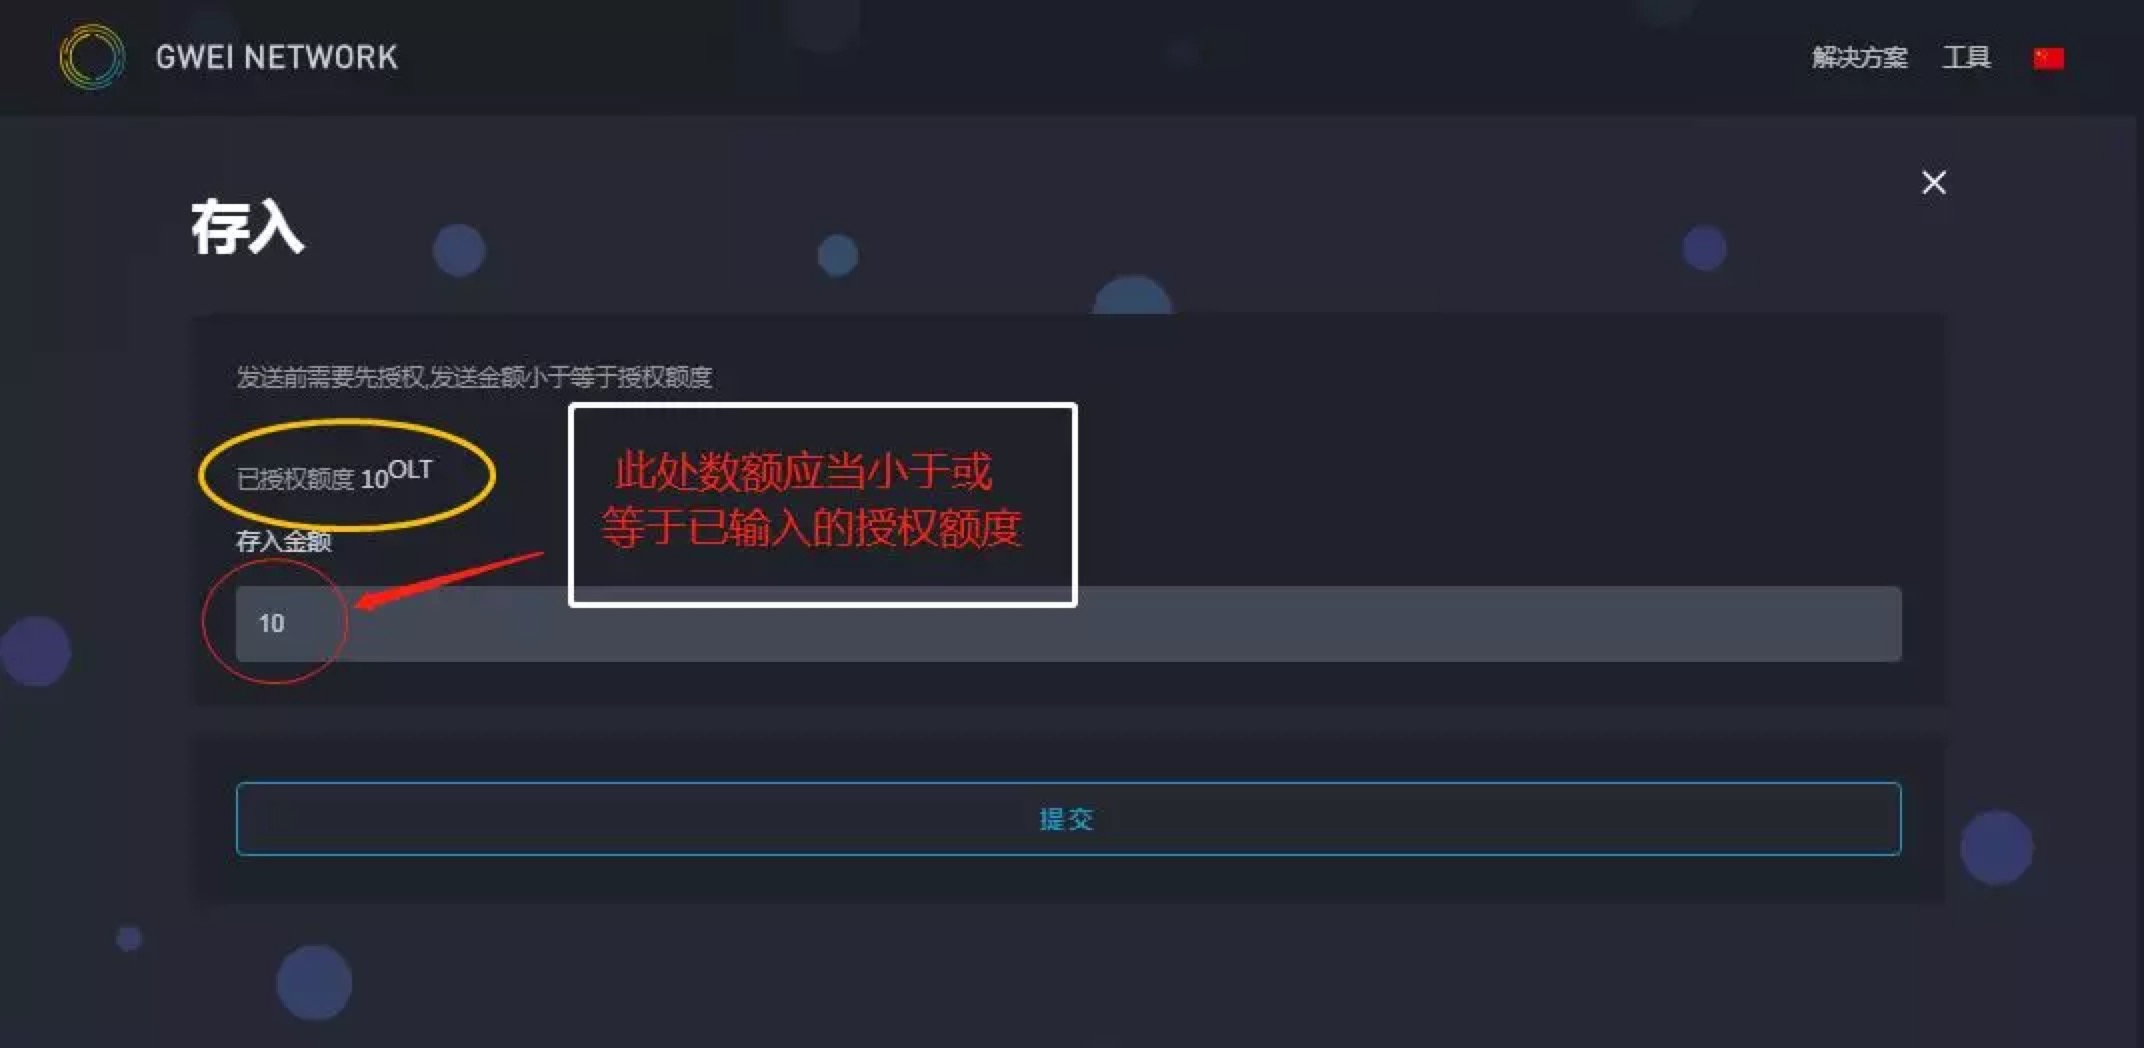 GWEI NETWORK
解决方案
工具
存入
发送前需要先授权,发送金额小于等于授权额度
已授权额度 10OLT
此处数额应当小于或
等于已输入的授权额度
存入金额
10
提交